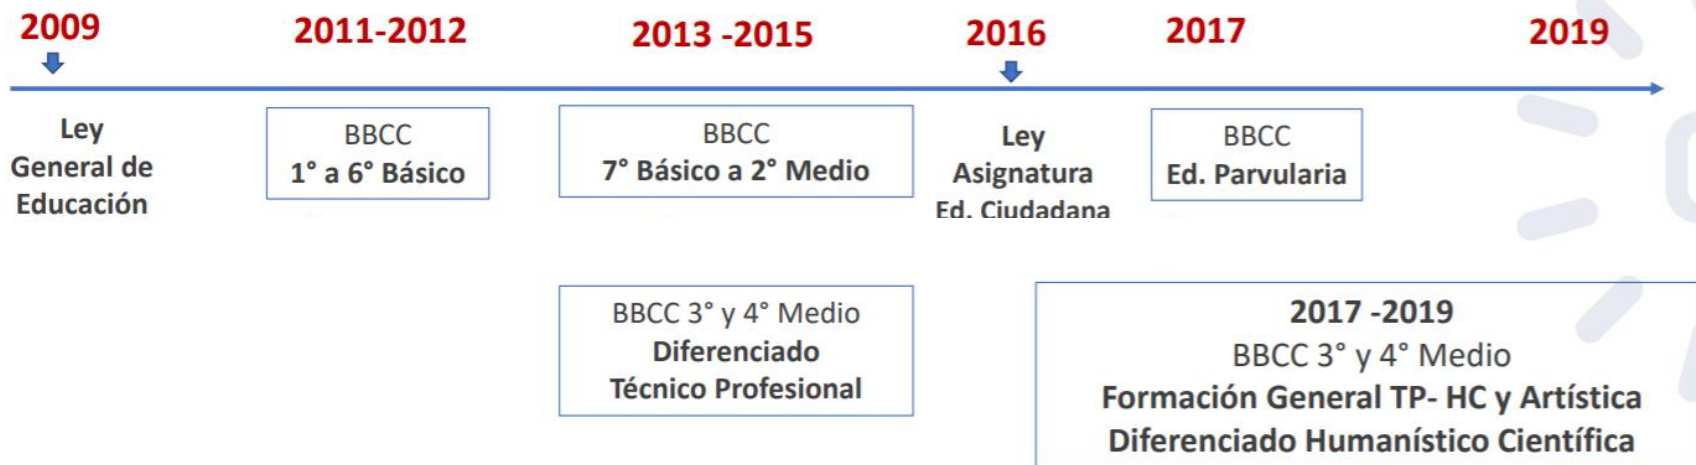 2009
2011-2012
2013 -2015
2016
2017
2019
Ley
General de
Educación
BBCC
1° a 6° Básico
BBCC
7° Básico a 2° Medio
Ley
Asignatura
Ed. Ciudadana
BBCC
Ed. Parvularia
BBCC 3° y 4° Medio
Diferenciado
Técnico Profesional
2017 -2019
BBCC 3° y 4° Medio
Formación General TP- HC y Artística
Diferenciado Humanístico Científica